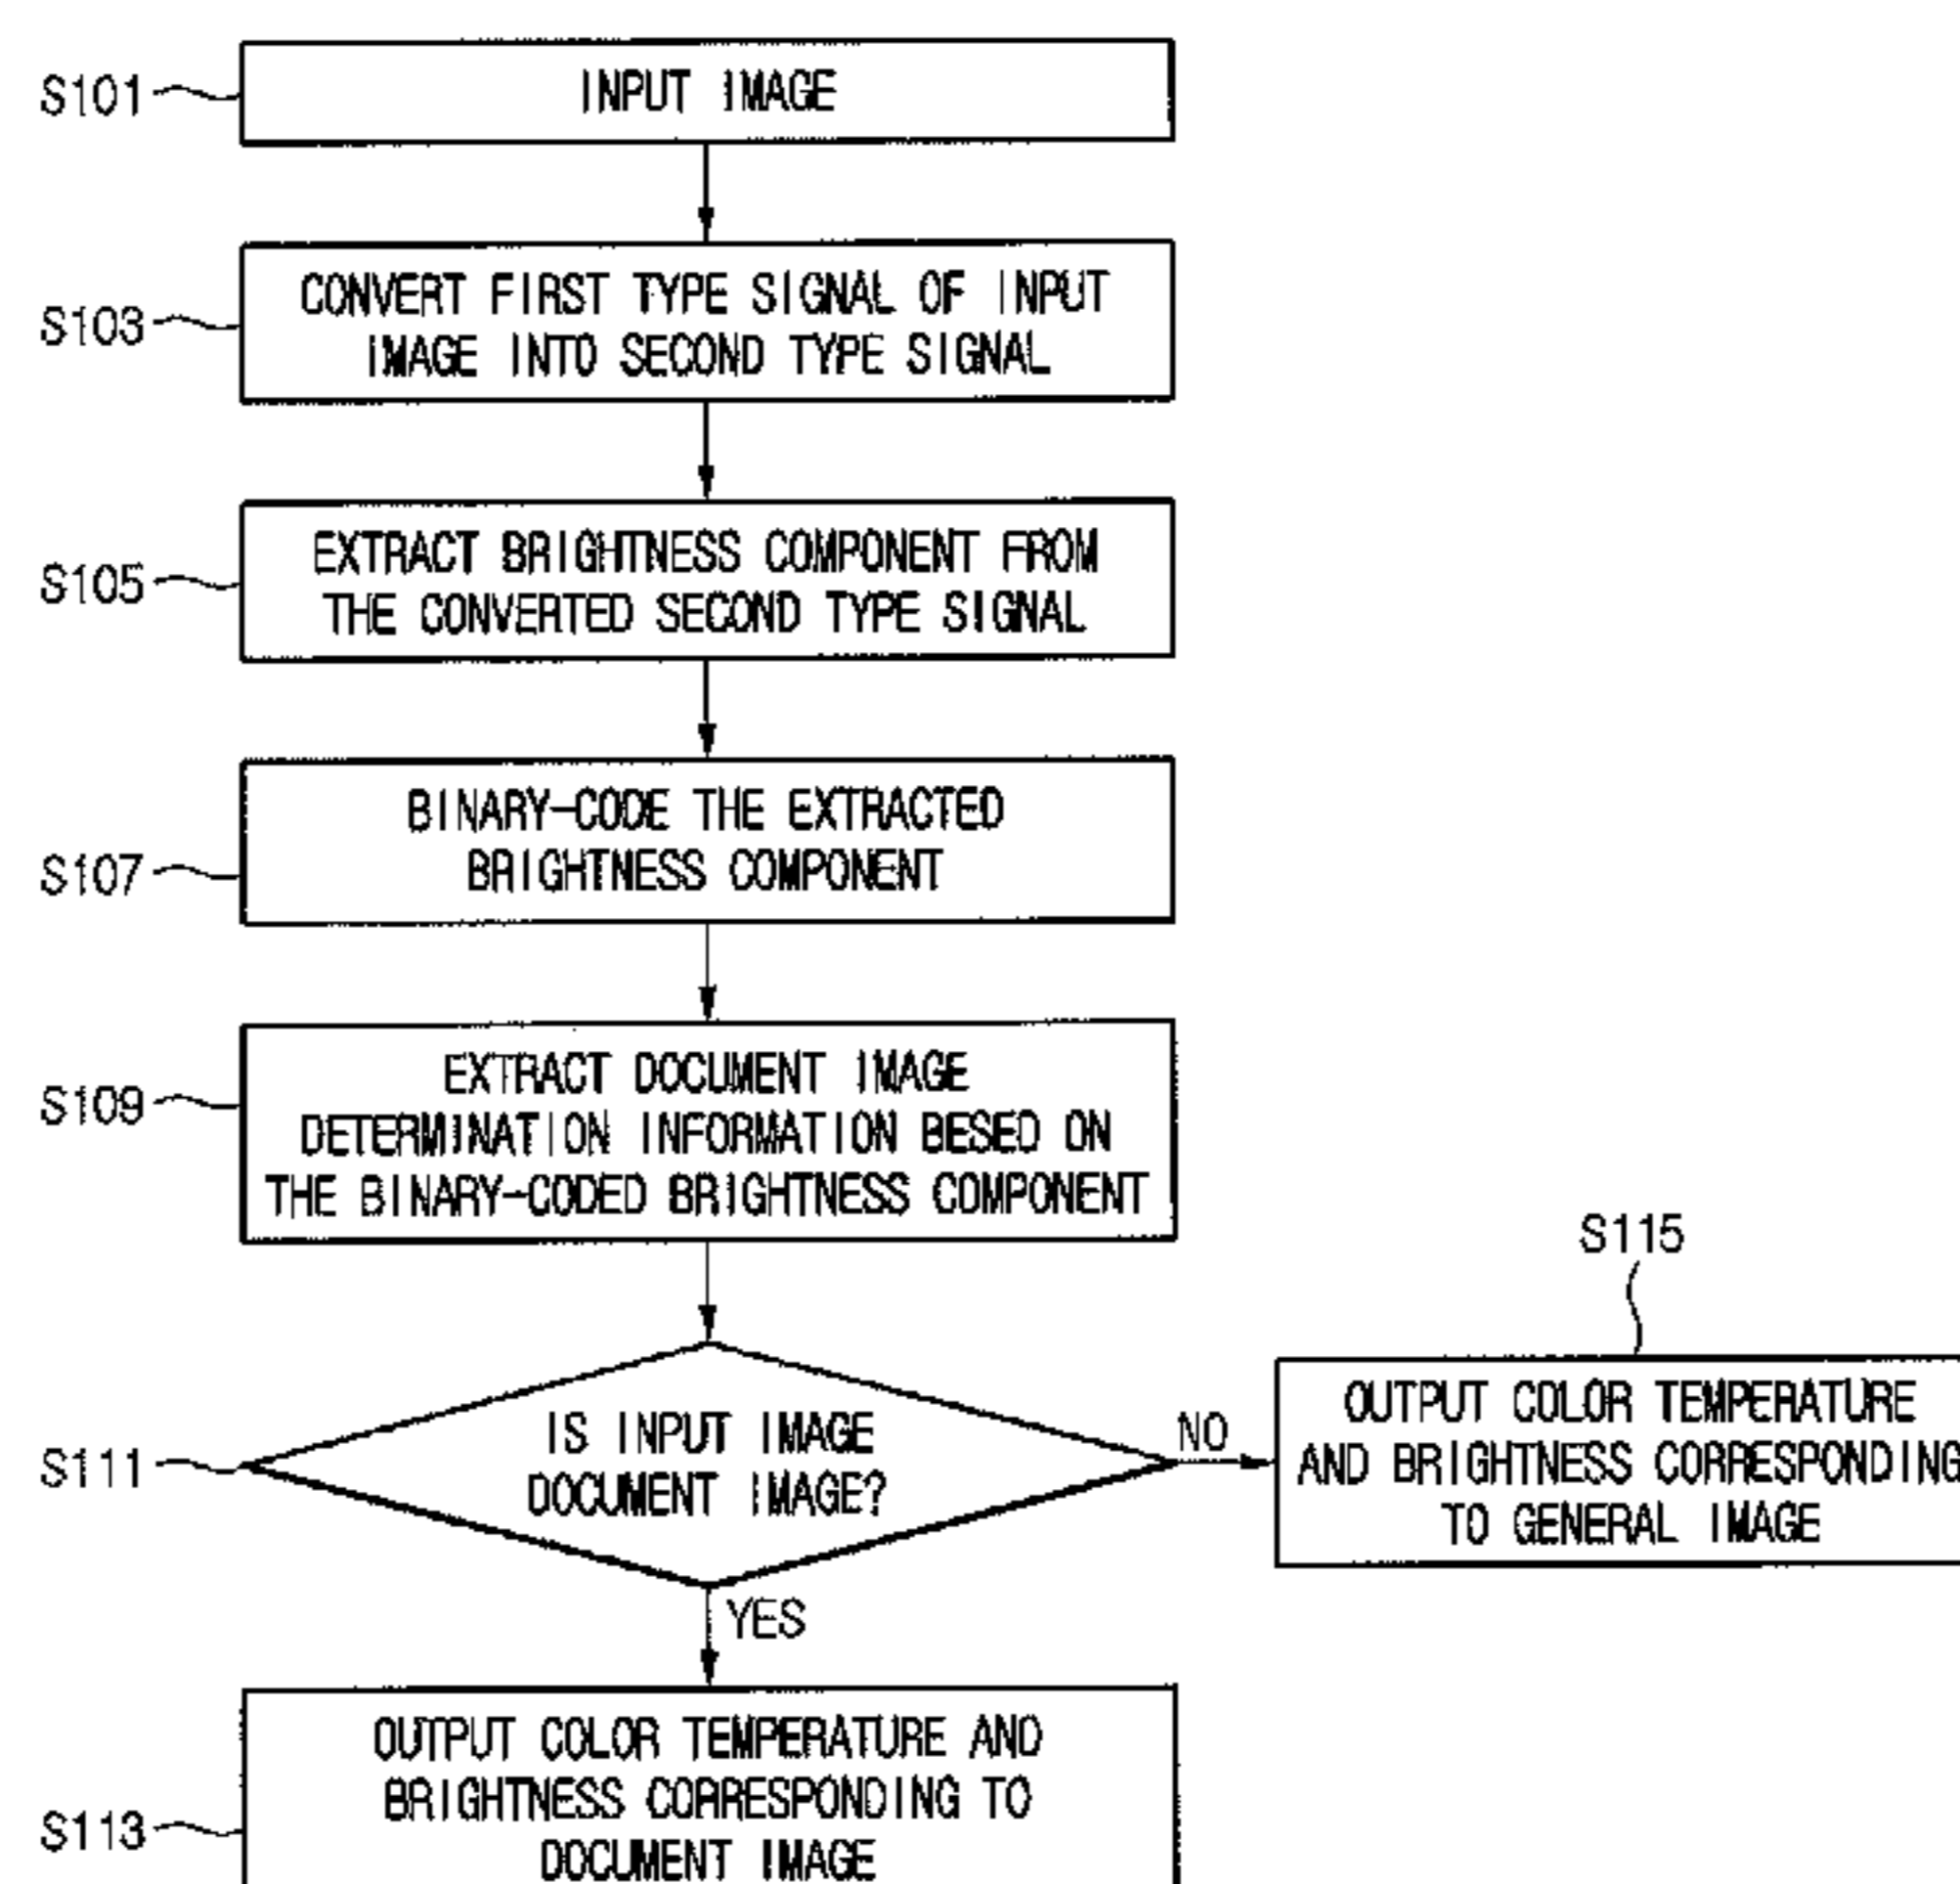 S101
INPUT IMAGE
S103
CONVERT FIRST TYPE SIGNAL OF INPUT
IMAGE INTO SECOND TYPE SIGNAL
S105
EXTRACT BRIGHTNESS COMPONENT FROM
THE CONVERTED SECOND TYPE SIGNAL
S107
BINARY-CODE THE EXTRACTED
BRIGHTNESS COMPONENT
S109
EXTRACT DOCUMENT IMAGE
DETERMINATION INFORMATION BESED ON
THE BINARY-CODED BRIGHTNESS COMPONENT
S111
IS INPUT IMAGE
DOCUMENT IMAGE?
NO
S115
OUTPUT COLOR TEMPERATURE
AND BRIGHTNESS CORRESPONDING
TO GENERAL IMAGE
YES
S113
OUTPUT COLOR TEMPERATURE AND
BRIGHTNESS CORRESPONDING TO
DOCUMENT IMAGE